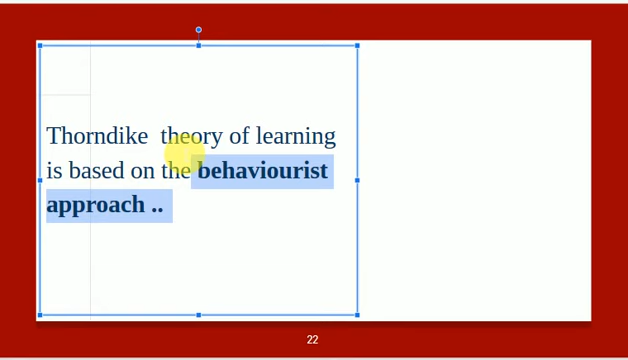 Thorndike  theory of learning
is based on the behaviourist
approach ..
22